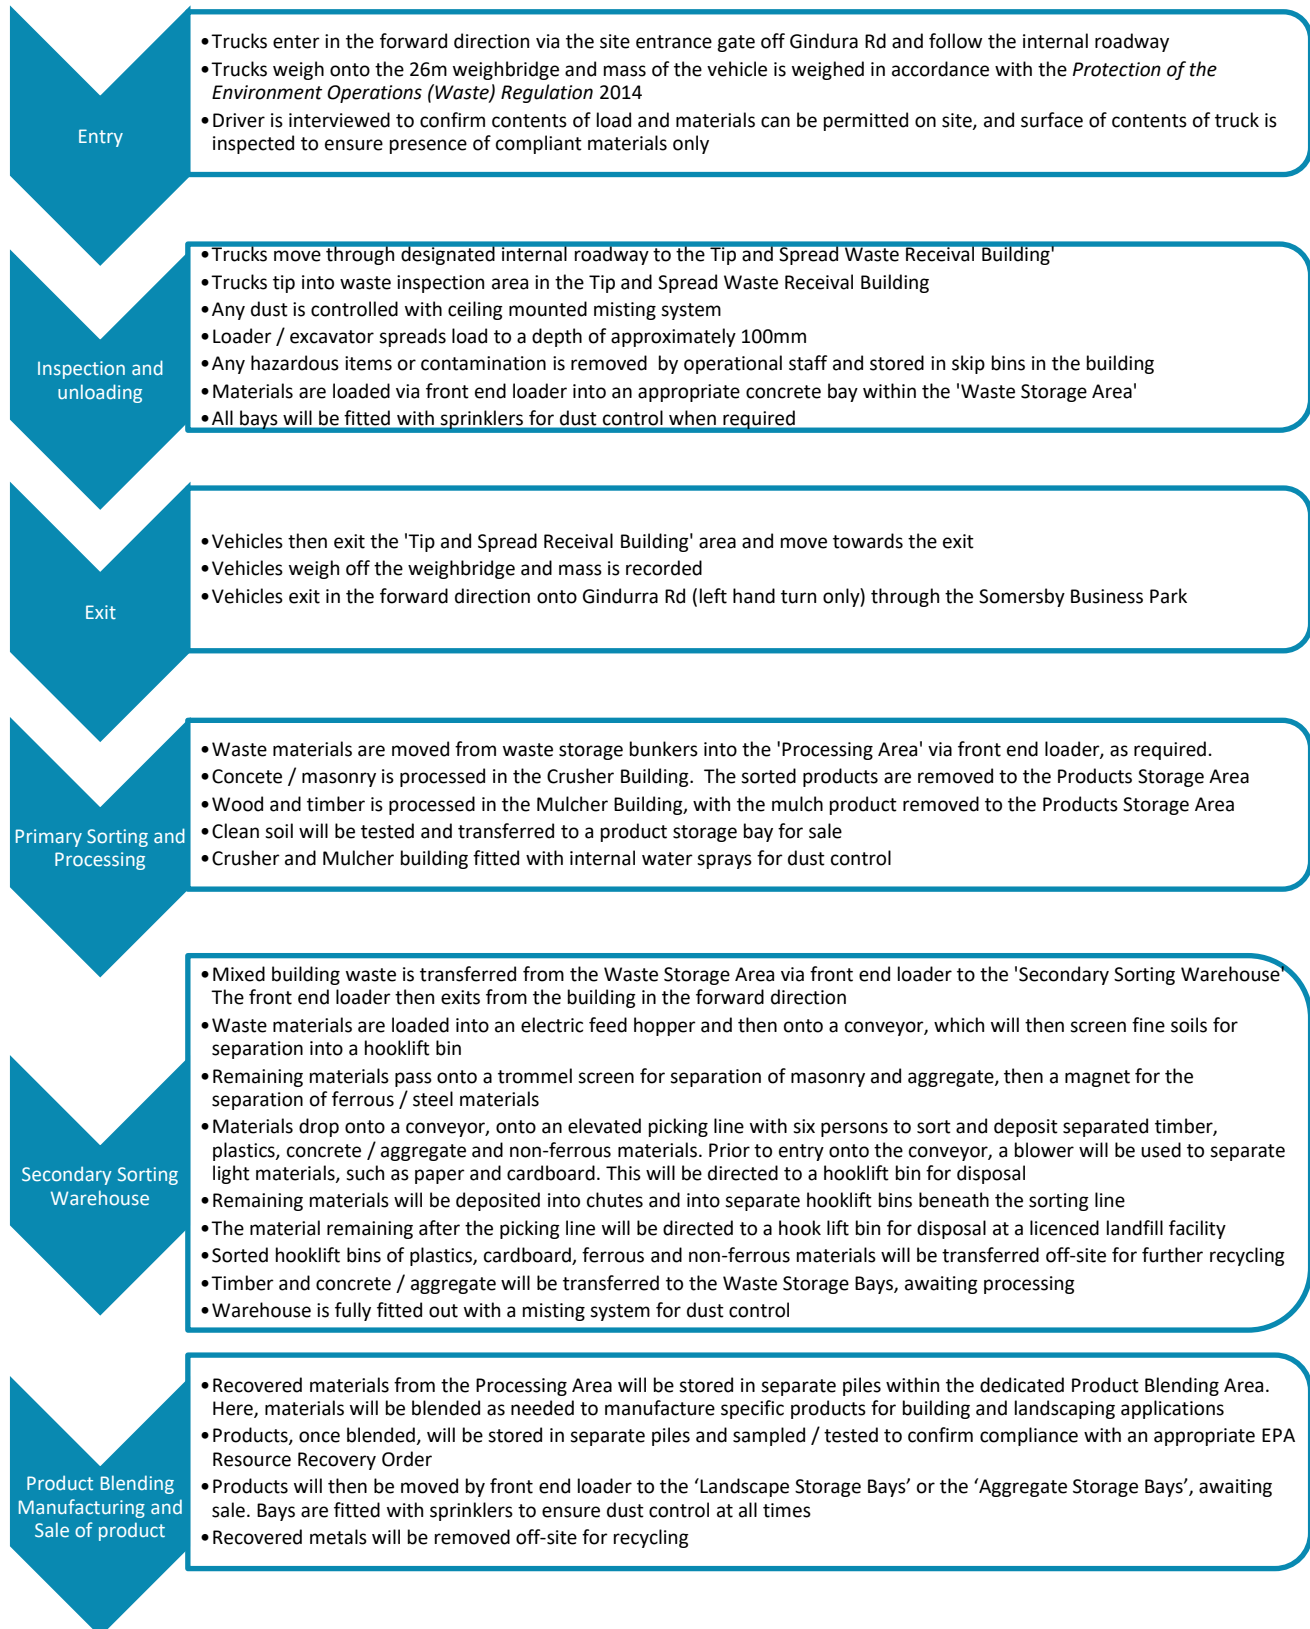 Entry
•Trucks enter in the forward direction via the site entrance gate off Gindura Rd and follow the internal roadway
•Trucks weigh onto the 26m weighbridge and mass of the vehicle is weighed in accordance with the Protection of the
Environment Operations (Waste) Regulation 2014
•Driver is interviewed to confirm contents of load and materials can be permitted on site, and surface of contents of truck is
inspected to ensure presence of compliant materials only
Inspection and
unloading
•Trucks move through designated internal roadway to the Tip and Spread Waste Receival Building'
•Trucks tip into waste inspection area in the Tip and Spread Waste Receival Building
•Any dust is controlled with ceiling mounted misting system
•Loader / excavator spreads load to a depth of approximately 100mm
•Any hazardous items or contamination is removed by operational staff and stored in skip bins in the building
•Materials are loaded via front end loader into an appropriate concrete bay within the 'Waste Storage Area'
•All bays will be fitted with sprinklers for dust control when required
Exit
•Vehicles then exit the 'Tip and Spread Receival Building' area and move towards the exit
•Vehicles weigh off the weighbridge and mass is recorded
•Vehicles exit in the forward direction onto Gindurra Rd (left hand turn only) through the Somersby Business Park
Primary Sorting and
Processing
•Waste materials are moved from waste storage bunkers into the 'Processing Area' via front end loader, as required.
•Concete / masonry is processed in the Crusher Building. The sorted products are removed to the Products Storage Area
•Wood and timber is processed in the Mulcher Building, with the mulch product removed to the Products Storage Area
•Clean soil will be tested and transferred to a product storage bay for sale
•Crusher and Mulcher building fitted with internal water sprays for dust control
Secondary Sorting
Warehouse
•Mixed building waste is transferred from the Waste Storage Area via front end loader to the 'Secondary Sorting Warehouse'
The front end loader then exits from the building in the forward direction
•Waste materials are loaded into an electric feed hopper and then onto a conveyor, which will then screen fine soils for
separation into a hooklift bin
•Remaining materials pass onto a trommel screen for separation of masonry and aggregate, then a magnet for the
separation of ferrous / steel materials
•Materials drop onto a conveyor, onto an elevated picking line with six persons to sort and deposit separated timber,
plastics, concrete / aggregate and non-ferrous materials. Prior to entry onto the conveyor, a blower will be used to separate
light materials, such as paper and cardboard. This will be directed to a hooklift bin for disposal
•Remaining materials will be deposited into chutes and into separate hooklift bins beneath the sorting line
•The material remaining after the picking line will be directed to a hook lift bin for disposal at a licenced landfill facility
•Sorted hooklift bins of plastics, cardboard, ferrous and non-ferrous materials will be transferred off-site for further recycling
•Timber and concrete / aggregate will be transferred to the Waste Storage Bays, awaiting processing
•Warehouse is fully fitted out with a misting system for dust control
Product Blending
Manufacturing and
Sale of product
•Recovered materials from the Processing Area will be stored in separate piles within the dedicated Product Blending Area.
Here, materials will be blended as needed to manufacture specific products for building and landscaping applications
•Products, once blended, will be stored in separate piles and sampled / tested to confirm compliance with an appropriate EPA
Resource Recovery Order
•Products will then be moved by front end loader to the ‘Landscape Storage Bays’ or the ‘Aggregate Storage Bays’, awaiting
sale. Bays are fitted with sprinklers to ensure dust control at all times
•Recovered metals will be removed off-site for recycling